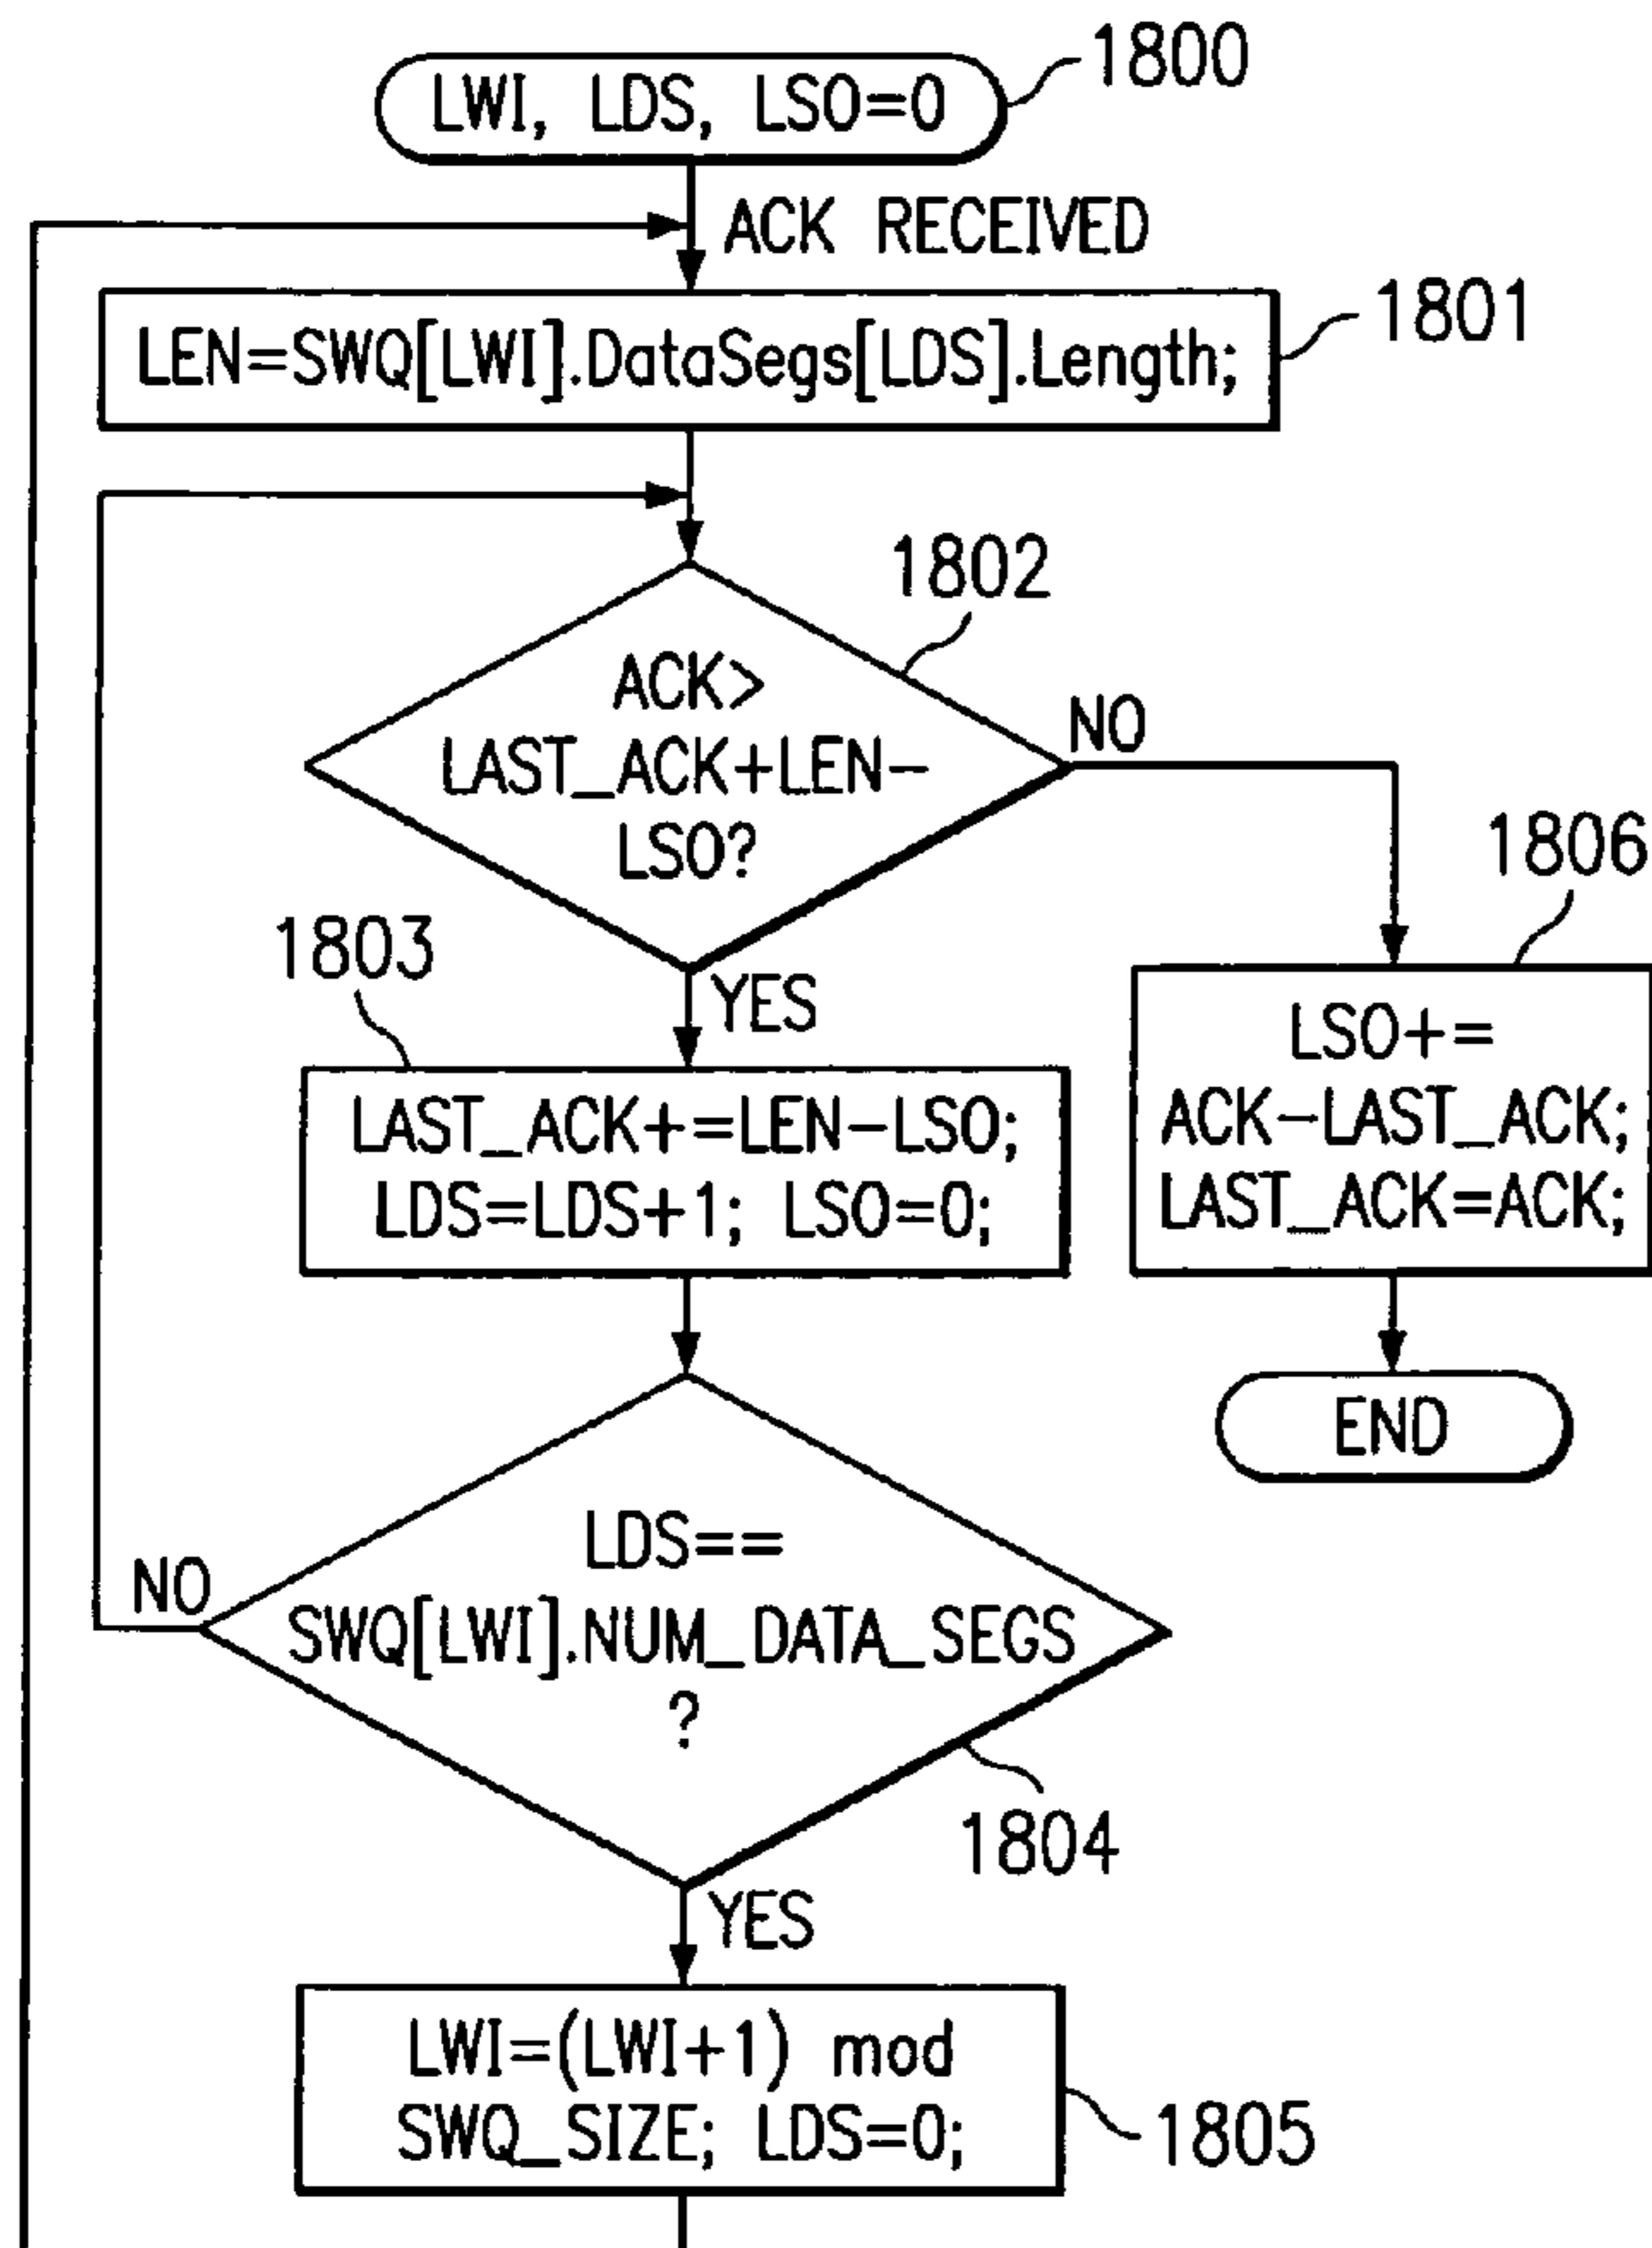 LWI, LDS, LSO=0
1800
ACK RECEIVED
LEN=SWQ[LWI].DataSegs[LDS].Length;
1801
1802
ACK>
LAST_ACK+LEN-
LSO?
NO
YES
1803
LAST_ACK+=LEN-LSO;
LDS=LDS+1; LSO=0;
1806
LSO+=
ACK-LAST_ACK;
LAST_ACK=ACK;
END
LDS==
SWQ[LWI].NUM_DATA_SEGS
?
NO
1804
YES
LWI=(LWI+1) mod
SWQ_SIZE; LDS=0;
1805